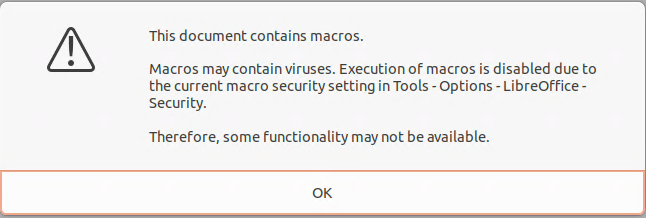 This document contains macros.
Macros may contain viruses. Execution of macros is disabled due to
the current macro security setting in Tools - Options - LibreOffice -
Security.
Therefore, some functionality may not be available.
OK